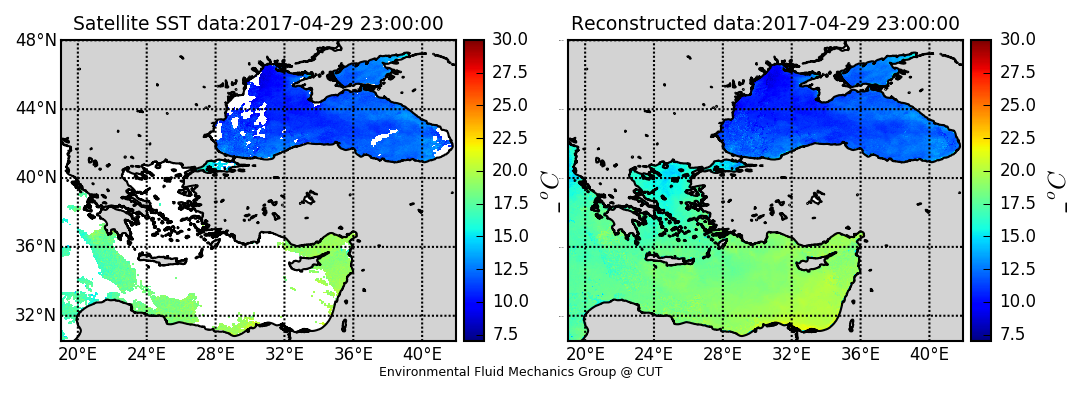 Satellite SST data:2017-04-29 23:00:00
48°N
44°N
40°N
36°N
32°N
20°E 24°E 28°E 32°E 36°E 40°E
30.0
27.5
25.0
22.5
20.0
17.5
15.0
12.5
10.0
7.5
_°C
Reconstructed data:2017-04-29 23:00:00
20°E 24°E 28°E 32°E 36°E 40°E
30.0
27.5
25.0
22.5
20.0
17.5
15.0
12.5
10.0
7.5
_°C
Environmental Fluid Mechanics Group @ CUT